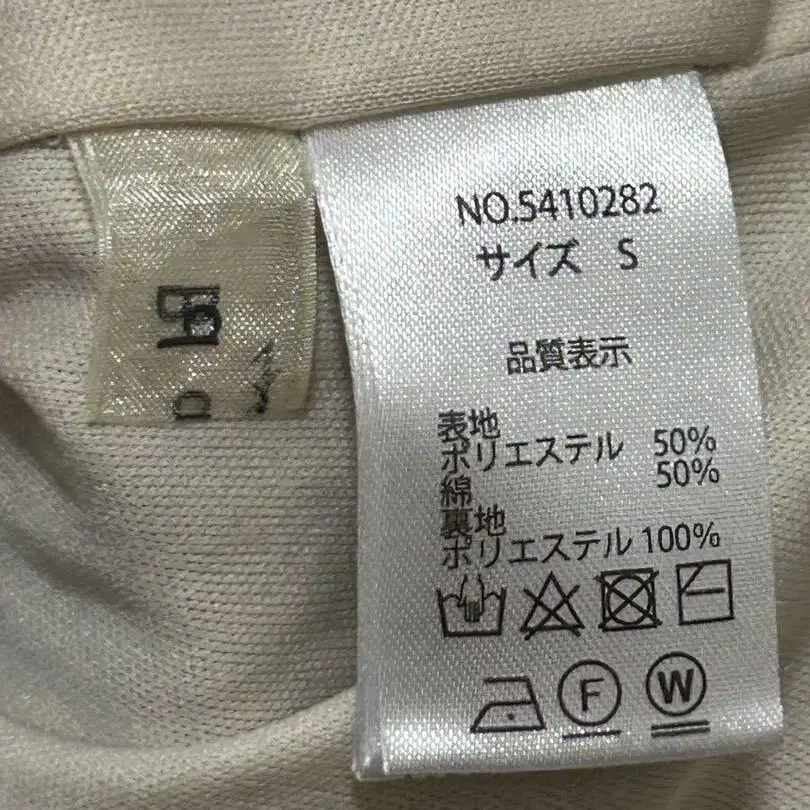 NO.5410282
サイズ S
品質表示
表地
ポリエステル 50%
綿 50%
裏地
ポリエステル 100%
F
W